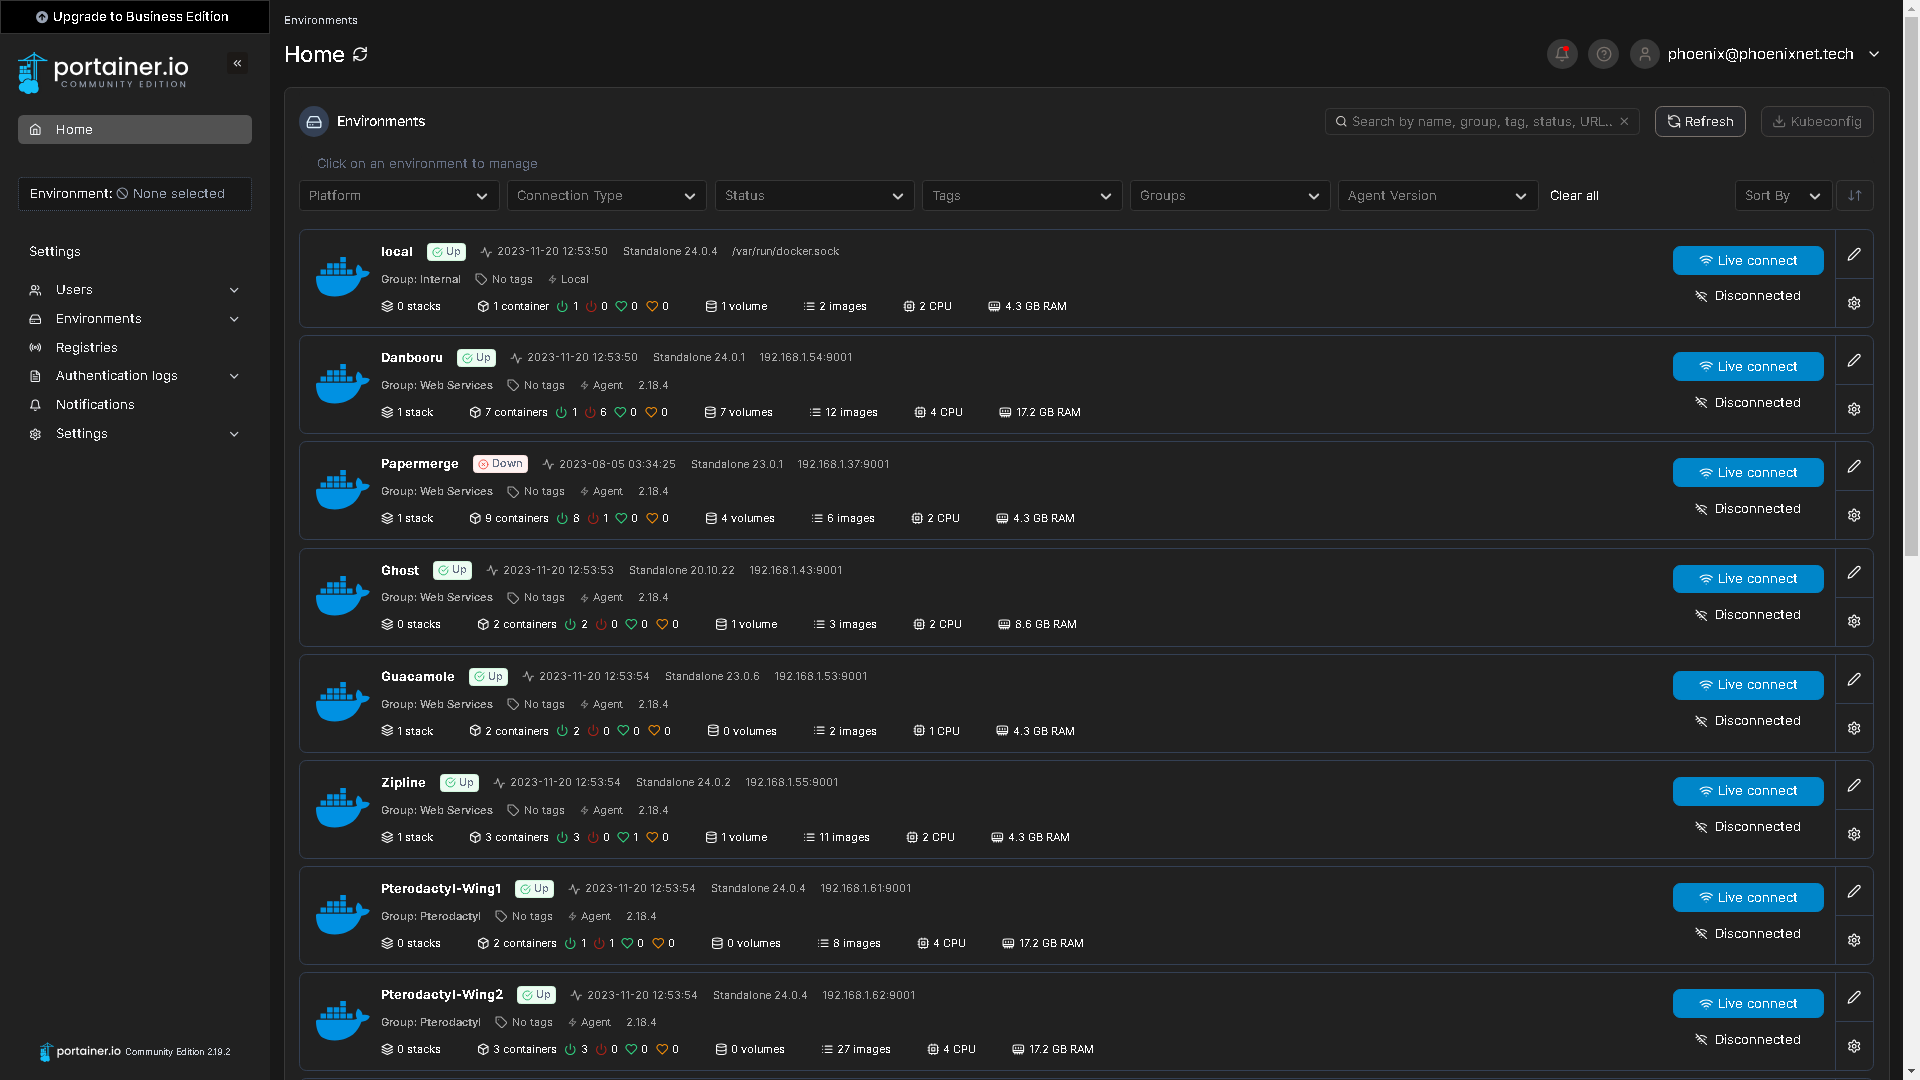 Upgrade to Business Edition
portainer.io
COMMUNITY EDITION
«
Home
Environment: None selected
Settings
Users
Environments
Registries
Authentication logs
Notifications
Settings
portainer.io Community Edition 2.19.2
Environments
Home
phoenix@phoenixnet.tech
Environments
Search by name, group, tag, status, URL...
Refresh
Kubeconfig
Click on an environment to manage
Platform Connection Type Status Tags Groups Agent Version Clear all Sort By
local Up 2023-11-20 12:53:50 Standalone 24.0.4 /var/run/docker.sock
Group: Internal No tags Local
0 stacks 1 container 1 0 0 0 1 volume 2 images 2 CPU 4.3 GB RAM
Live connect
Disconnected
Danbooru Up 2023-11-20 12:53:50 Standalone 24.0.1 192.168.1.54:9001
Group: Web Services No tags Agent 2.18.4
1 stack 7 containers 1 6 0 0 7 volumes 12 images 4 CPU 17.2 GB RAM
Live connect
Disconnected
Papermerge Down 2023-08-05 03:34:25 Standalone 23.0.1 192.168.1.37:9001
Group: Web Services No tags Agent 2.18.4
1 stack 9 containers 8 1 0 0 4 volumes 6 images 2 CPU 4.3 GB RAM
Live connect
Disconnected
Ghost Up 2023-11-20 12:53:53 Standalone 20.10.22 192.168.1.43:9001
Group: Web Services No tags Agent 2.18.4
0 stacks 2 containers 2 0 0 0 1 volume 3 images 2 CPU 8.6 GB RAM
Live connect
Disconnected
Guacamole Up 2023-11-20 12:53:54 Standalone 23.0.6 192.168.1.53:9001
Group: Web Services No tags Agent 2.18.4
1 stack 2 containers 2 0 0 0 0 volumes 2 images 1 CPU 4.3 GB RAM
Live connect
Disconnected
Zipline Up 2023-11-20 12:53:54 Standalone 24.0.2 192.168.1.55:9001
Group: Web Services No tags Agent 2.18.4
1 stack 3 containers 3 0 1 0 1 volume 11 images 2 CPU 4.3 GB RAM
Live connect
Disconnected
Pterodactyl-Wing1 Up 2023-11-20 12:53:54 Standalone 24.0.4 192.168.1.61:9001
Group: Pterodactyl No tags Agent 2.18.4
0 stacks 2 containers 1 1 0 0 0 volumes 8 images 4 CPU 17.2 GB RAM
Live connect
Disconnected
Pterodactyl-Wing2 Up 2023-11-20 12:53:54 Standalone 24.0.4 192.168.1.62:9001
Group: Pterodactyl No tags Agent 2.18.4
0 stacks 3 containers 3 0 0 0 0 volumes 27 images 4 CPU 17.2 GB RAM
Live connect
Disconnected